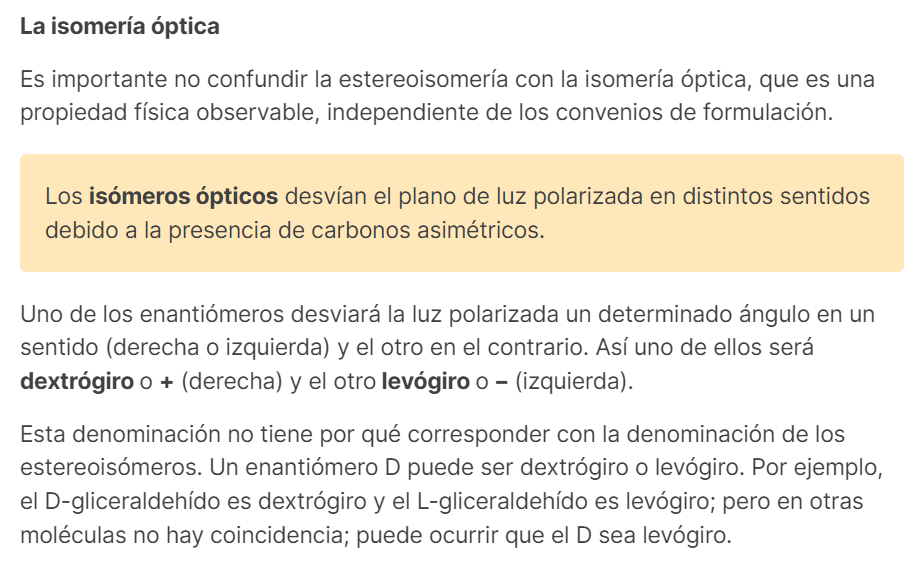 La isomería óptica
Es importante no confundir la estereoisomería con la isomería óptica, que es una
propiedad física observable, independiente de los convenios de formulación.
Los isómeros ópticos desvían el plano de luz polarizada en distintos sentidos
debido a la presencia de carbonos asimétricos.
Uno de los enantiómeros desviará la luz polarizada un determinado ángulo en un
sentido (derecha o izquierda) y el otro en el contrario. Así uno de ellos será
dextrógiro o + (derecha) y el otro levógiro o − (izquierda).
Esta denominación no tiene por qué corresponder con la denominación de los
estereoisómeros. Un enantiómero D puede ser dextrógiro o levógiro. Por ejemplo,
el D-gliceraldehído es dextrógiro y el L-gliceraldehído es levógiro; pero en otras
moléculas no hay coincidencia; puede ocurrir que el D sea levógiro.